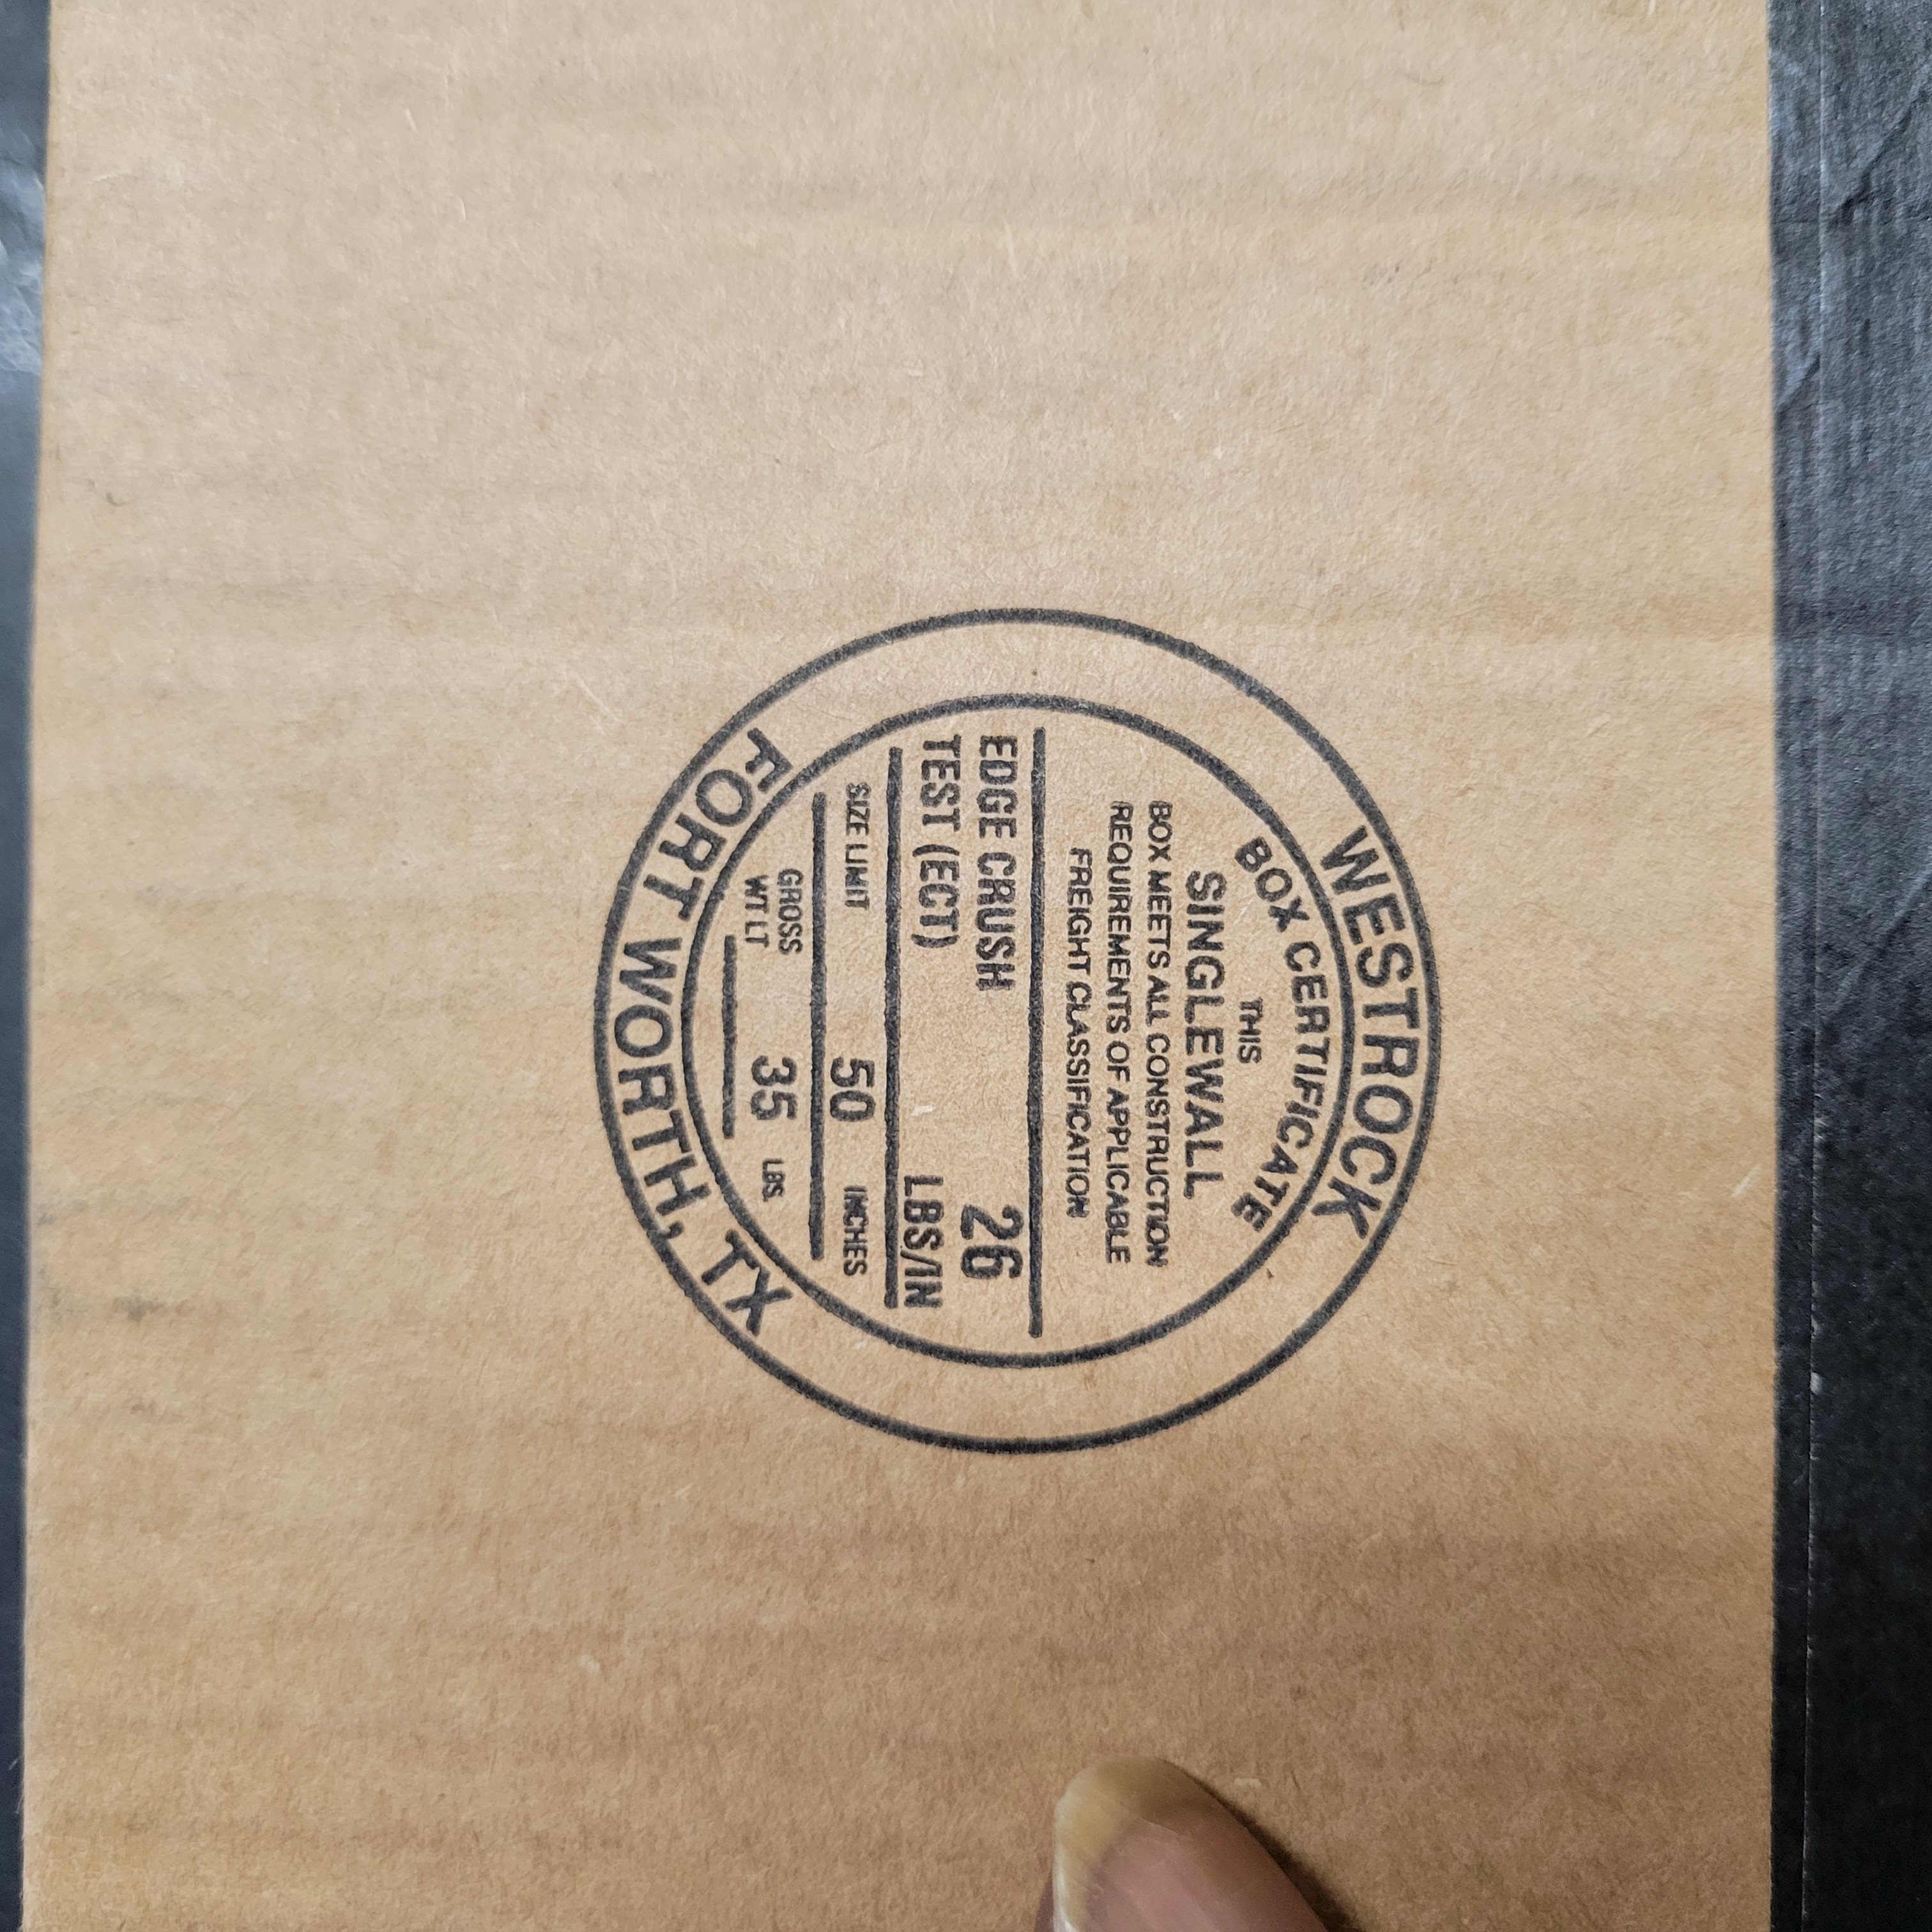 WESTROCK
BOX CERTIFICATE
THIS
SINGLEWALL
BOX MEETS ALL CONSTRUCTION
REQUIREMENTS OF APPLICABLE
FREIGHT CLASSIFICATION
EDGE CRUSH 26
TEST (ECT) LBS/IN
SIZE LIMIT 50 INCHES
GROSS
WT LT 35 LBS.
FORT WORTH, TX